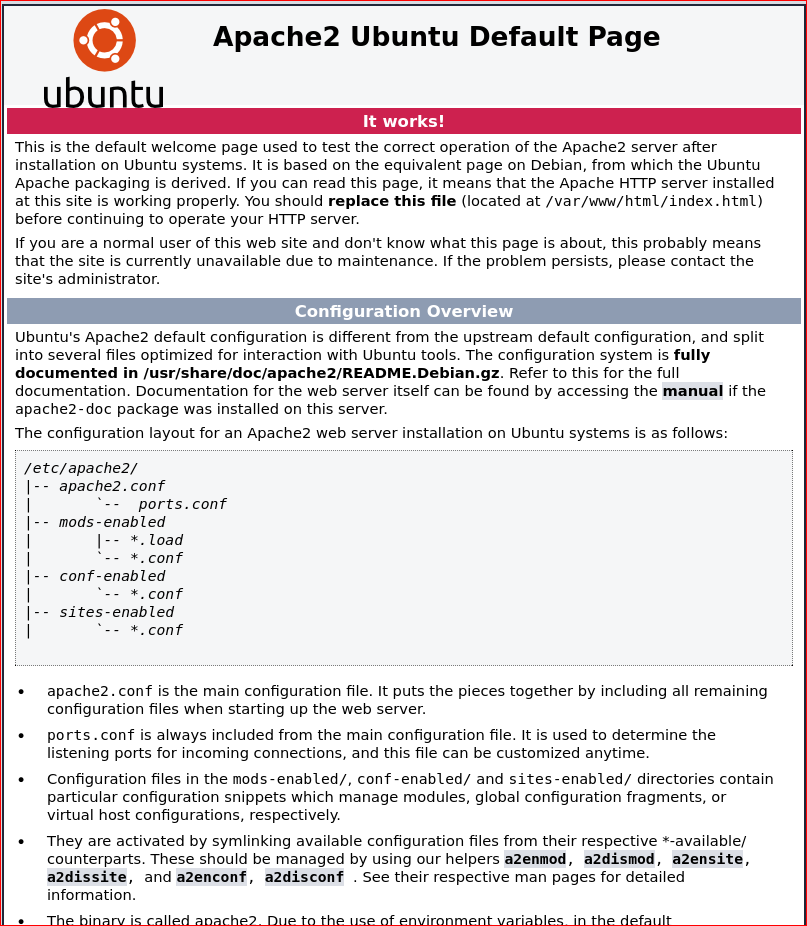 ubuntu
Apache2 Ubuntu Default Page
It works!
This is the default welcome page used to test the correct operation of the Apache2 server after
installation on Ubuntu systems. It is based on the equivalent page on Debian, from which the Ubuntu
Apache packaging is derived. If you can read this page, it means that the Apache HTTP server installed
at this site is working properly. You should replace this file (located at /var/www/html/index.html)
before continuing to operate your HTTP server.
If you are a normal user of this web site and don't know what this page is about, this probably means
that the site is currently unavailable due to maintenance. If the problem persists, please contact the
site's administrator.
Configuration Overview
Ubuntu's Apache2 default configuration is different from the upstream default configuration, and split
into several files optimized for interaction with Ubuntu tools. The configuration system is fully
documented in /usr/share/doc/apache2/README.Debian.gz. Refer to this for the full
documentation. Documentation for the web server itself can be found by accessing the manual if the
apache2-doc package was installed on this server.
The configuration layout for an Apache2 web server installation on Ubuntu systems is as follows:
/etc/apache2/
|-- apache2.conf
|       `--  ports.conf
|-- mods-enabled
|       |-- *.load
|       `-- *.conf
|-- conf-enabled
|       `-- *.conf
|-- sites-enabled
|       `-- *.conf
• apache2.conf is the main configuration file. It puts the pieces together by including all remaining
configuration files when starting up the web server.
• ports.conf is always included from the main configuration file. It is used to determine the
listening ports for incoming connections, and this file can be customized anytime.
• Configuration files in the mods-enabled/, conf-enabled/ and sites-enabled/ directories contain
particular configuration snippets which manage modules, global configuration fragments, or
virtual host configurations, respectively.
• They are activated by symlinking available configuration files from their respective *-available/
counterparts. These should be managed by using our helpers a2enmod, a2dismod, a2ensite,
a2dissite, and a2enconf, a2disconf . See their respective man pages for detailed
information.
• The binary is called apache2. Due to the use of environment variables, in the default